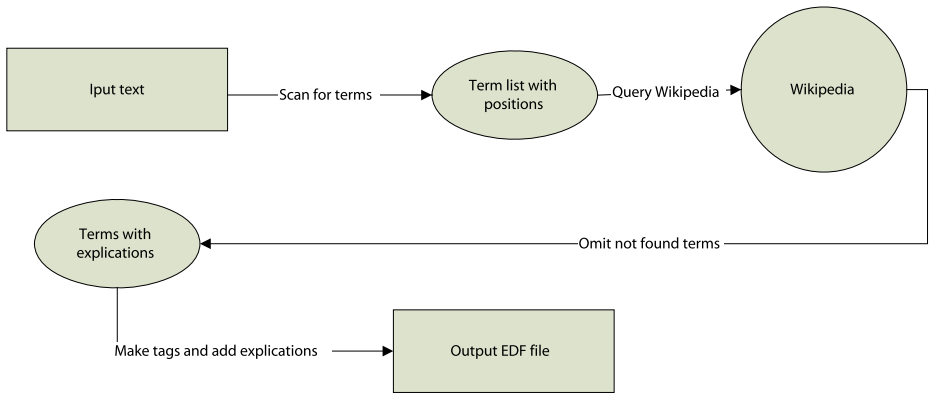 Iput text
Scan for terms
Term list with
positions
Query Wikipedia
Wikipedia
Omit not found terms
Terms with
explications
Make tags and add explications
Output EDF file